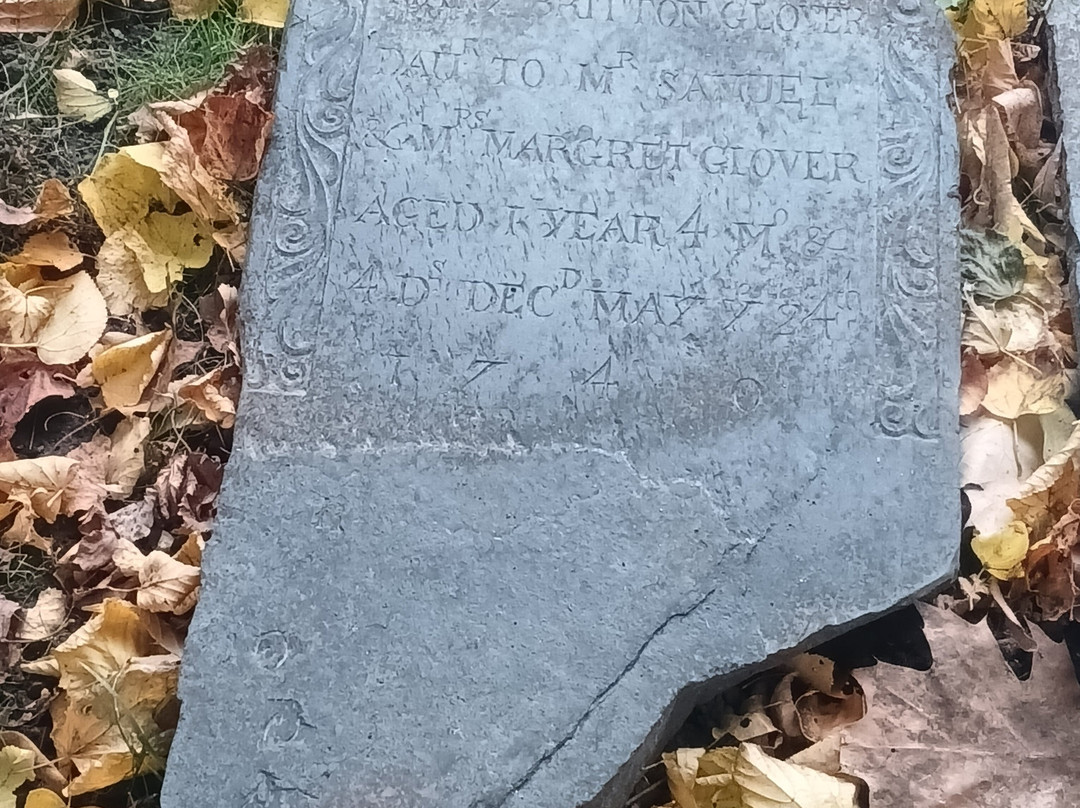 BRITTON GLOVER
DAUR TO MR SAMUEL
& MRS MARGRET GLOVER
AGED 1 YEAR 4 Mo &
4 Ds DECD MAY Y 24th
1 7 4 0